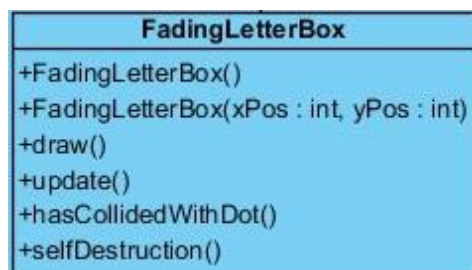 FadingLetterBox
+FadingLetterBox()
+FadingLetterBox(xPos : int, yPos : int)
+draw()
+update()
+hasCollidedWithDot()
+selfDestruction()